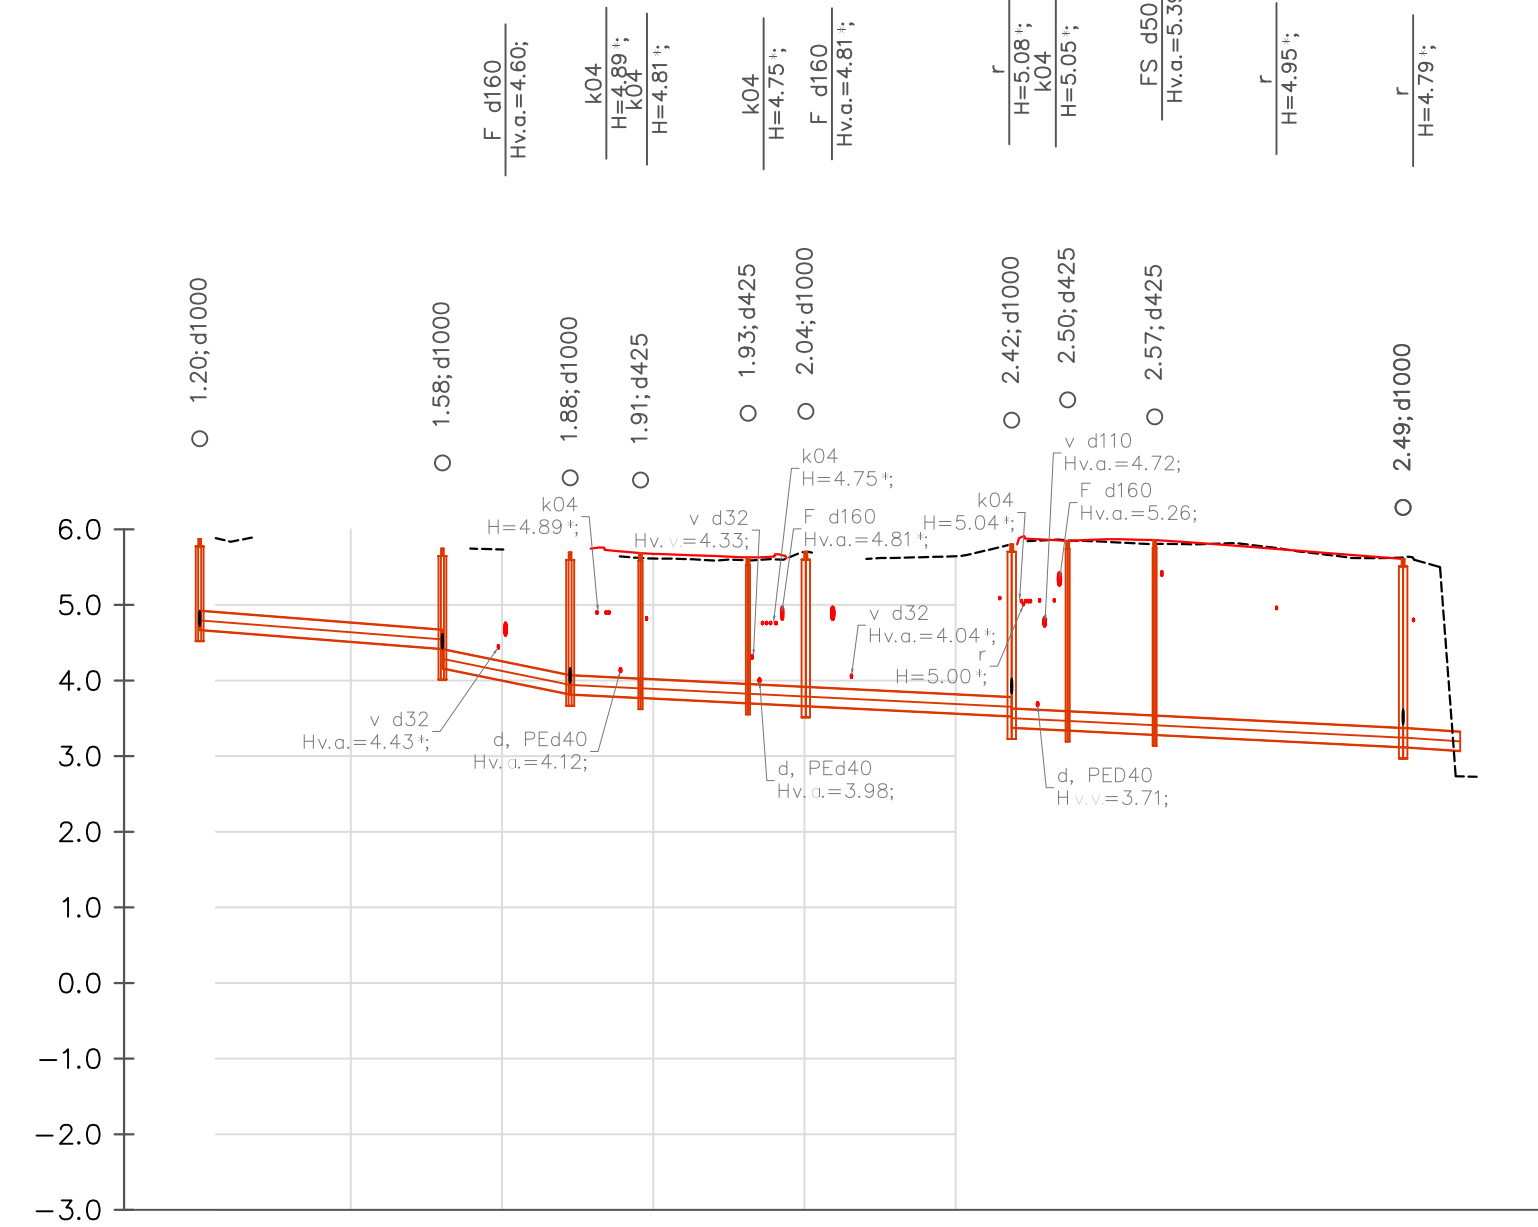 F d160
Hv.a.=4.60;
k04
H=4.89*;
k04
H=4.81*;
k04
H=4.75*;
F d160
Hv.a.=4.81*;
r
H=5.08*;
k04
H=5.05*;
FS d50
Hv.a.=5.39
r
H=4.95*;
r
H=4.79*;
1.20;d1000
1.58;d1000
1.88;d1000
1.91;d425
1.93;d425
2.04;d1000
2.42;d1000
2.50;d425
2.57;d425
2.49;d1000
k04
H=4.89*;
v d32
Hv.v.=4.33;
k04
H=4.75*;
F d160
Hv.a.=4.81*;
k04
H=5.04*;
v d110
Hv.a.=4.72;
F d160
Hv.a.=5.26;
v d32
Hv.a.=4.04*;
r
H=5.00*;
v d32
Hv.a.=4.43*;
d, PEd40
Hv.a.=4.12;
d, PEd40
Hv.a.=3.98;
d, PED40
Hv.v.=3.71;
6.0
5.0
4.0
3.0
2.0
1.0
0.0
−1.0
−2.0
−3.0